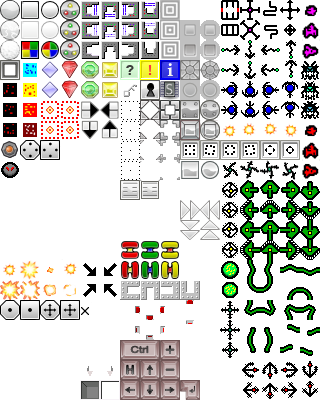 ? ! i
S
Ctrl +
H ↑ −
← ↓ →